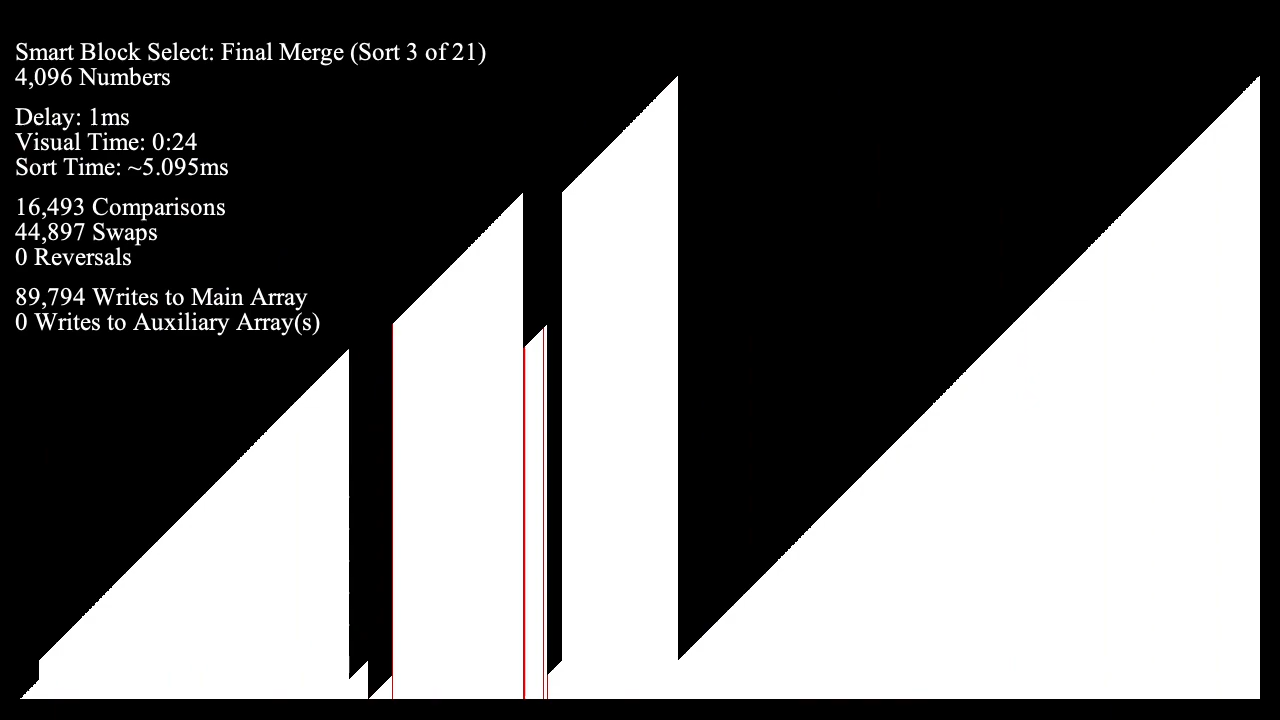 Smart Block Select: Final Merge (Sort 3 of 21)
4,096 Numbers
Delay: 1ms
Visual Time: 0:24
Sort Time: ~5.095ms
16,493 Comparisons
44,897 Swaps
0 Reversals
89,794 Writes to Main Array
0 Writes to Auxiliary Array(s)